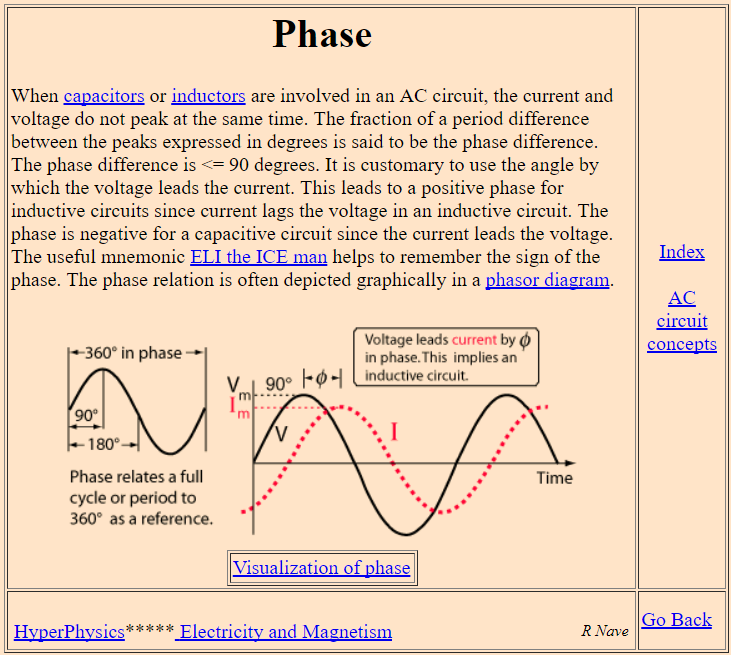 Phase
When capacitors or inductors are involved in an AC circuit, the current and
voltage do not peak at the same time. The fraction of a period difference
between the peaks expressed in degrees is said to be the phase difference.
The phase difference is <= 90 degrees. It is customary to use the angle by
which the voltage leads the current. This leads to a positive phase for
inductive circuits since current lags the voltage in an inductive circuit. The
phase is negative for a capacitive circuit since the current leads the voltage.
The useful mnemonic ELI the ICE man helps to remember the sign of the
phase. The phase relation is often depicted graphically in a phasor diagram.
Index
AC
circuit
concepts
360° in phase
90°
180°
Phase relates a full
cycle or period to
360° as a reference.
Voltage leads current by ϕ
in phase. This implies an
inductive circuit.
Vm
90°
ϕ
Im
V
I
Time
Visualization of phase
HyperPhysics***** Electricity and Magnetism
R Nave
Go Back